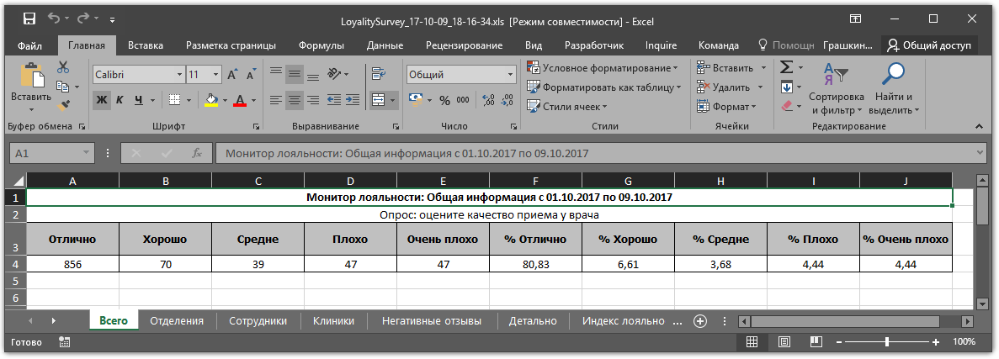 LoyalitySurvey_17-10-09_18-16-34.xls [Режим совместимости] - Excel
Файл Главная Вставка Разметка страницы Формулы Данные Рецензирование Вид Разработчик Inquire Команда Помощн Грашкин... Общий доступ
Вставить
Calibri 11
Ж К Ч
Общий
% 000
Условное форматирование
Форматировать как таблицу
Стили ячеек
Вставить
Удалить
Формат
Сортировка
и фильтр
Найти и
выделить
Буфер обмена Шрифт Выравнивание Число Стили Ячейки Редактирование
A1 fx Монитор лояльности: Общая информация с 01.10.2017 по 09.10.2017
A B C D E F G H I J
1 Монитор лояльности: Общая информация с 01.10.2017 по 09.10.2017
2 Опрос: оцените качество приема у врача
3 Отлично Хорошо Средне Плохо Очень плохо % Отлично % Хорошо % Средне % Плохо % Очень плохо
4 856 70 39 47 47 80,83 6,61 3,68 4,44 4,44
5
6
Всего Отделения Сотрудники Клиники Негативные отзывы Детально Индекс лояльно ...
Готово 100%